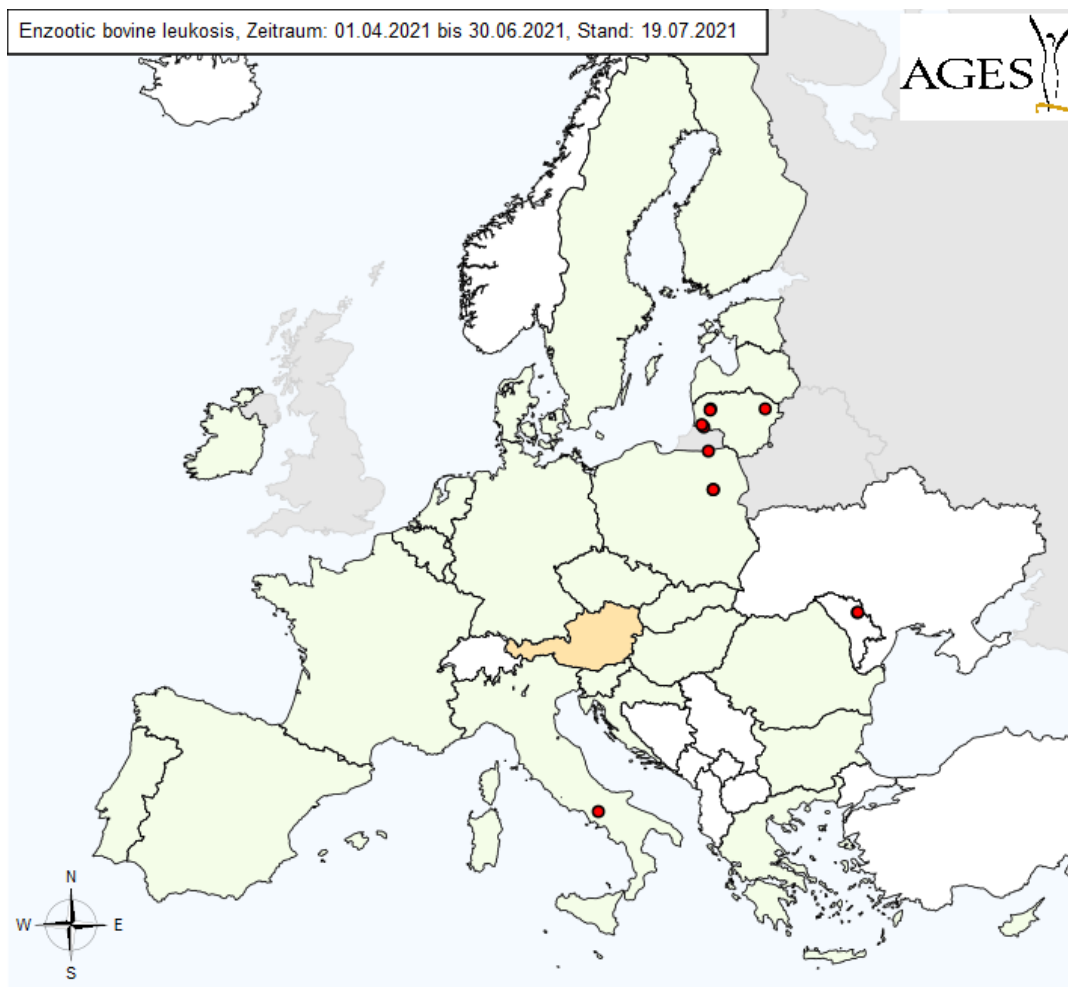 Enzootic bovine leukosis, Zeitraum: 01.04.2021 bis 30.06.2021, Stand: 19.07.2021
AGES
N
W E
S